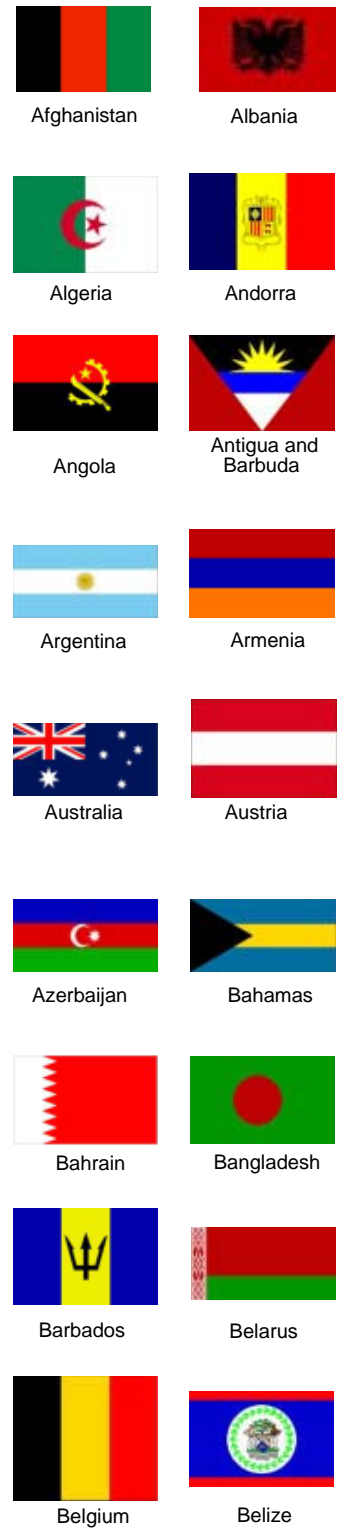 Afghanistan
Albania
Algeria
Andorra
Angola
Antigua and
Barbuda
Argentina
Armenia
Australia
Austria
Azerbaijan
Bahamas
Bahrain
Bangladesh
Barbados
Belarus
Belgium
Belize